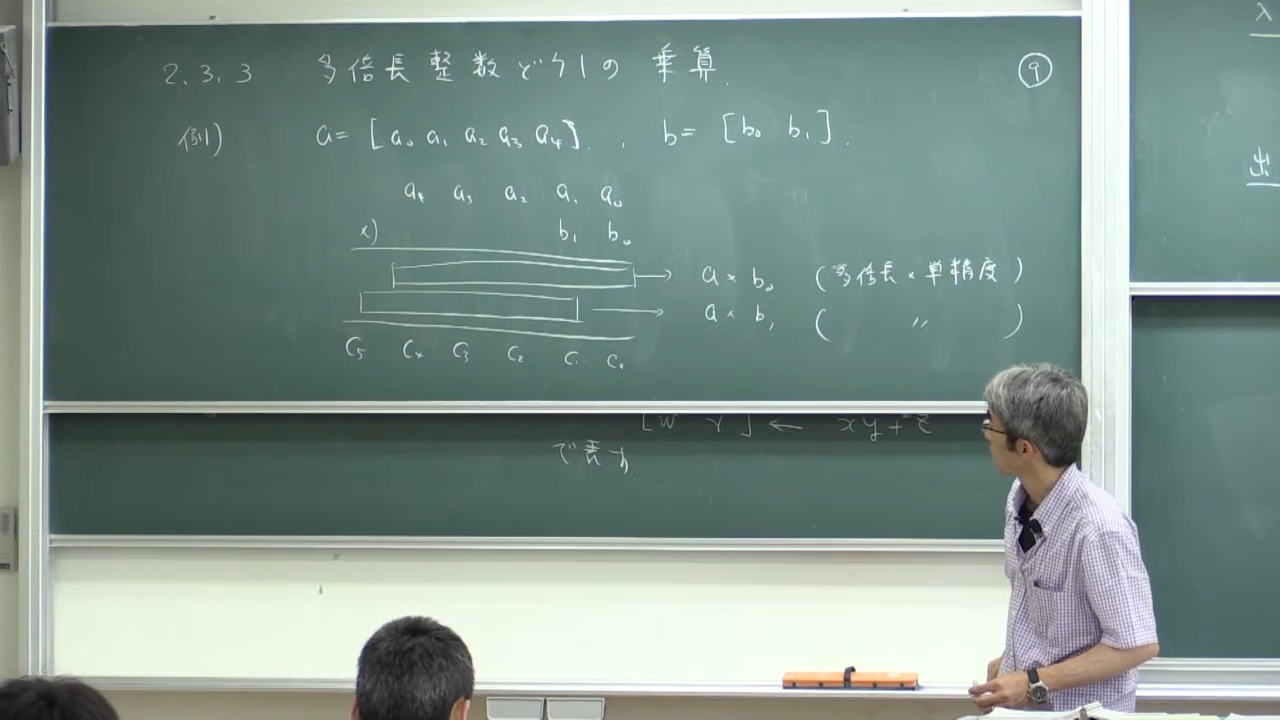 2.3.3 多倍長整数どうしの乗算. ⑨
例) a = [a₀ a₁ a₂ a₃ a₄]. , b = [b₀ b₁].
a₄ a₃ a₂ a₁ a₀
×) b₁ b₀
→ a × b₀ (多倍長×単精度)
→ a × b₁ ( 〃 )
C₅ C₄ C₃ C₂ C₁ C₀
[w r] ← xy+z
で表す.
λ
出